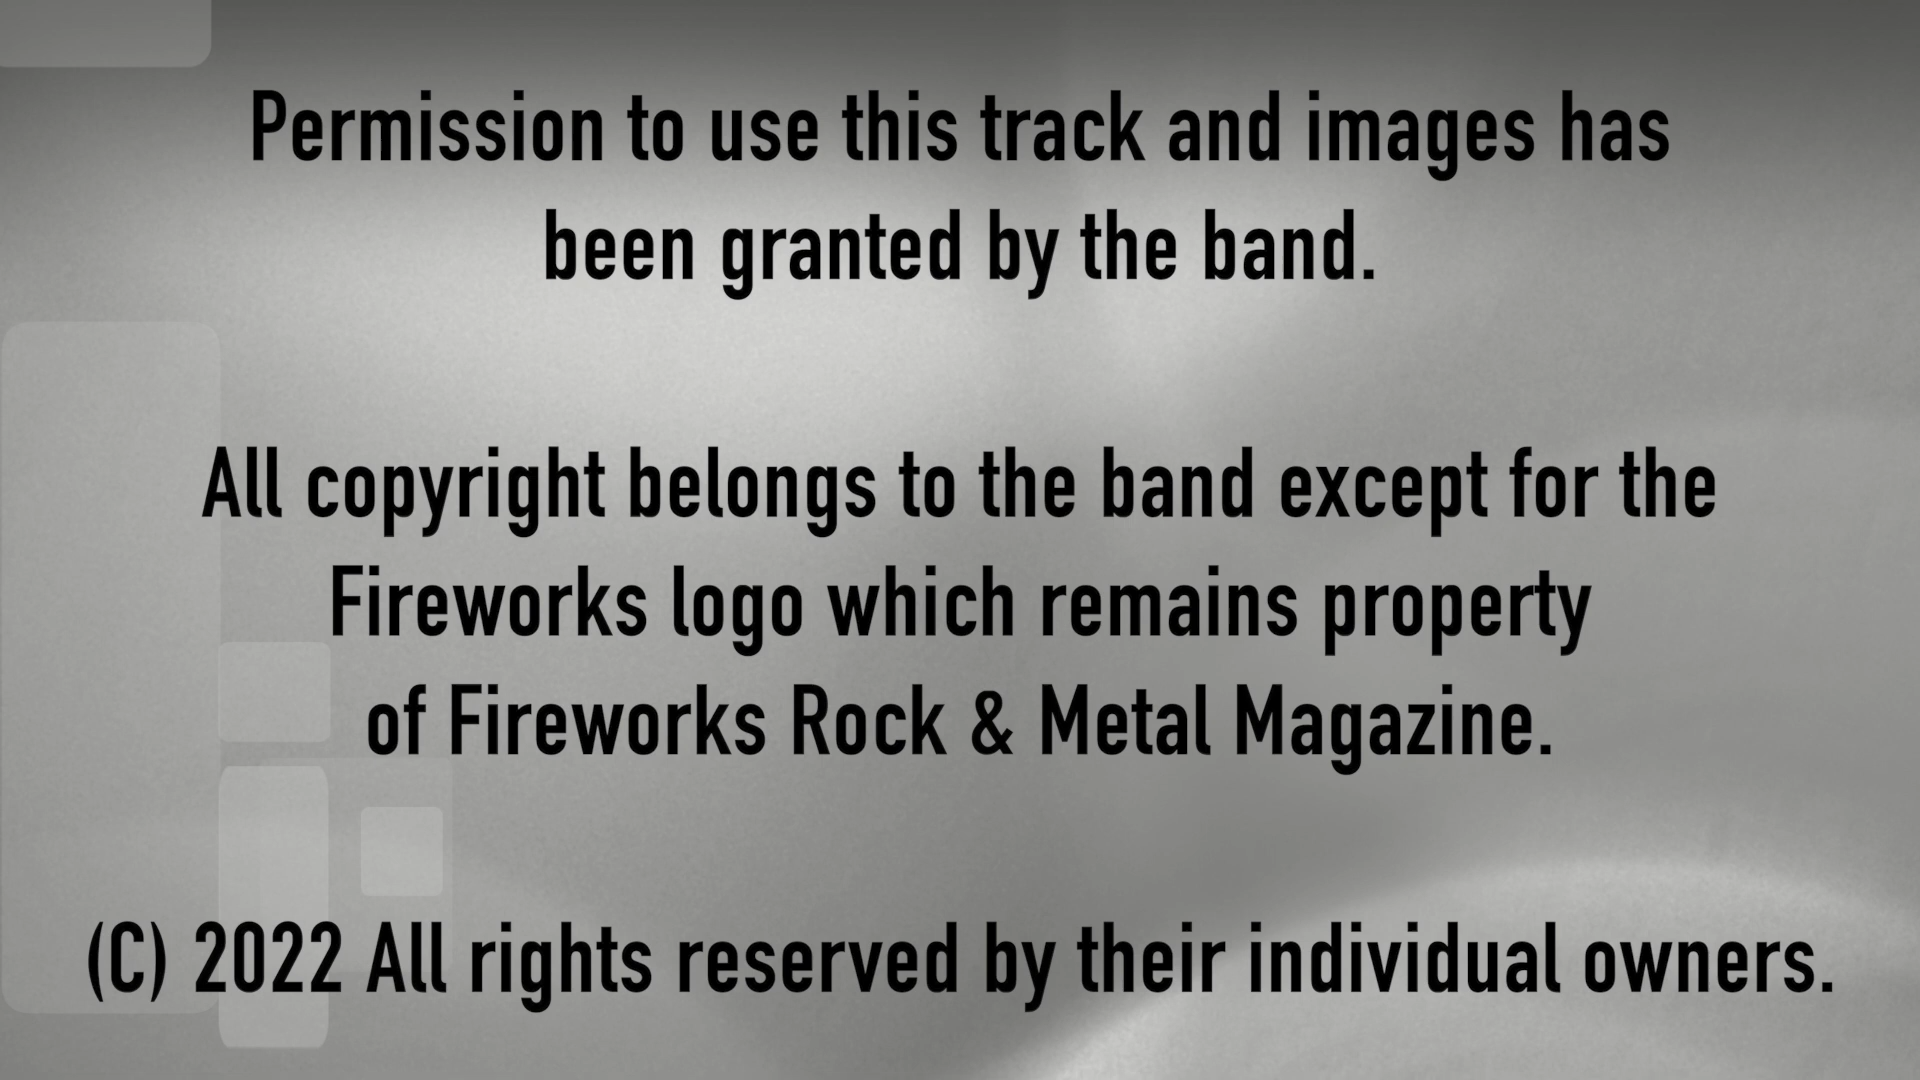 Permission to use this track and images has
been granted by the band.
All copyright belongs to the band except for the
Fireworks logo which remains property
of Fireworks Rock & Metal Magazine.
(C) 2022 All rights reserved by their individual owners.